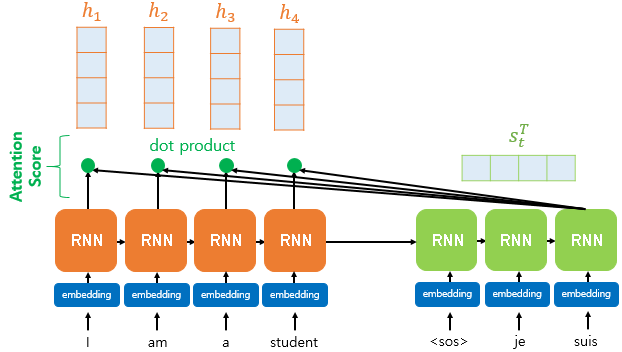 h₁ h₂ h₃ h₄
dot product
sₜᵀ
Attention
Score
RNN RNN RNN RNN RNN RNN RNN
embedding embedding embedding embedding embedding embedding embedding
I am a student <sos> je suis